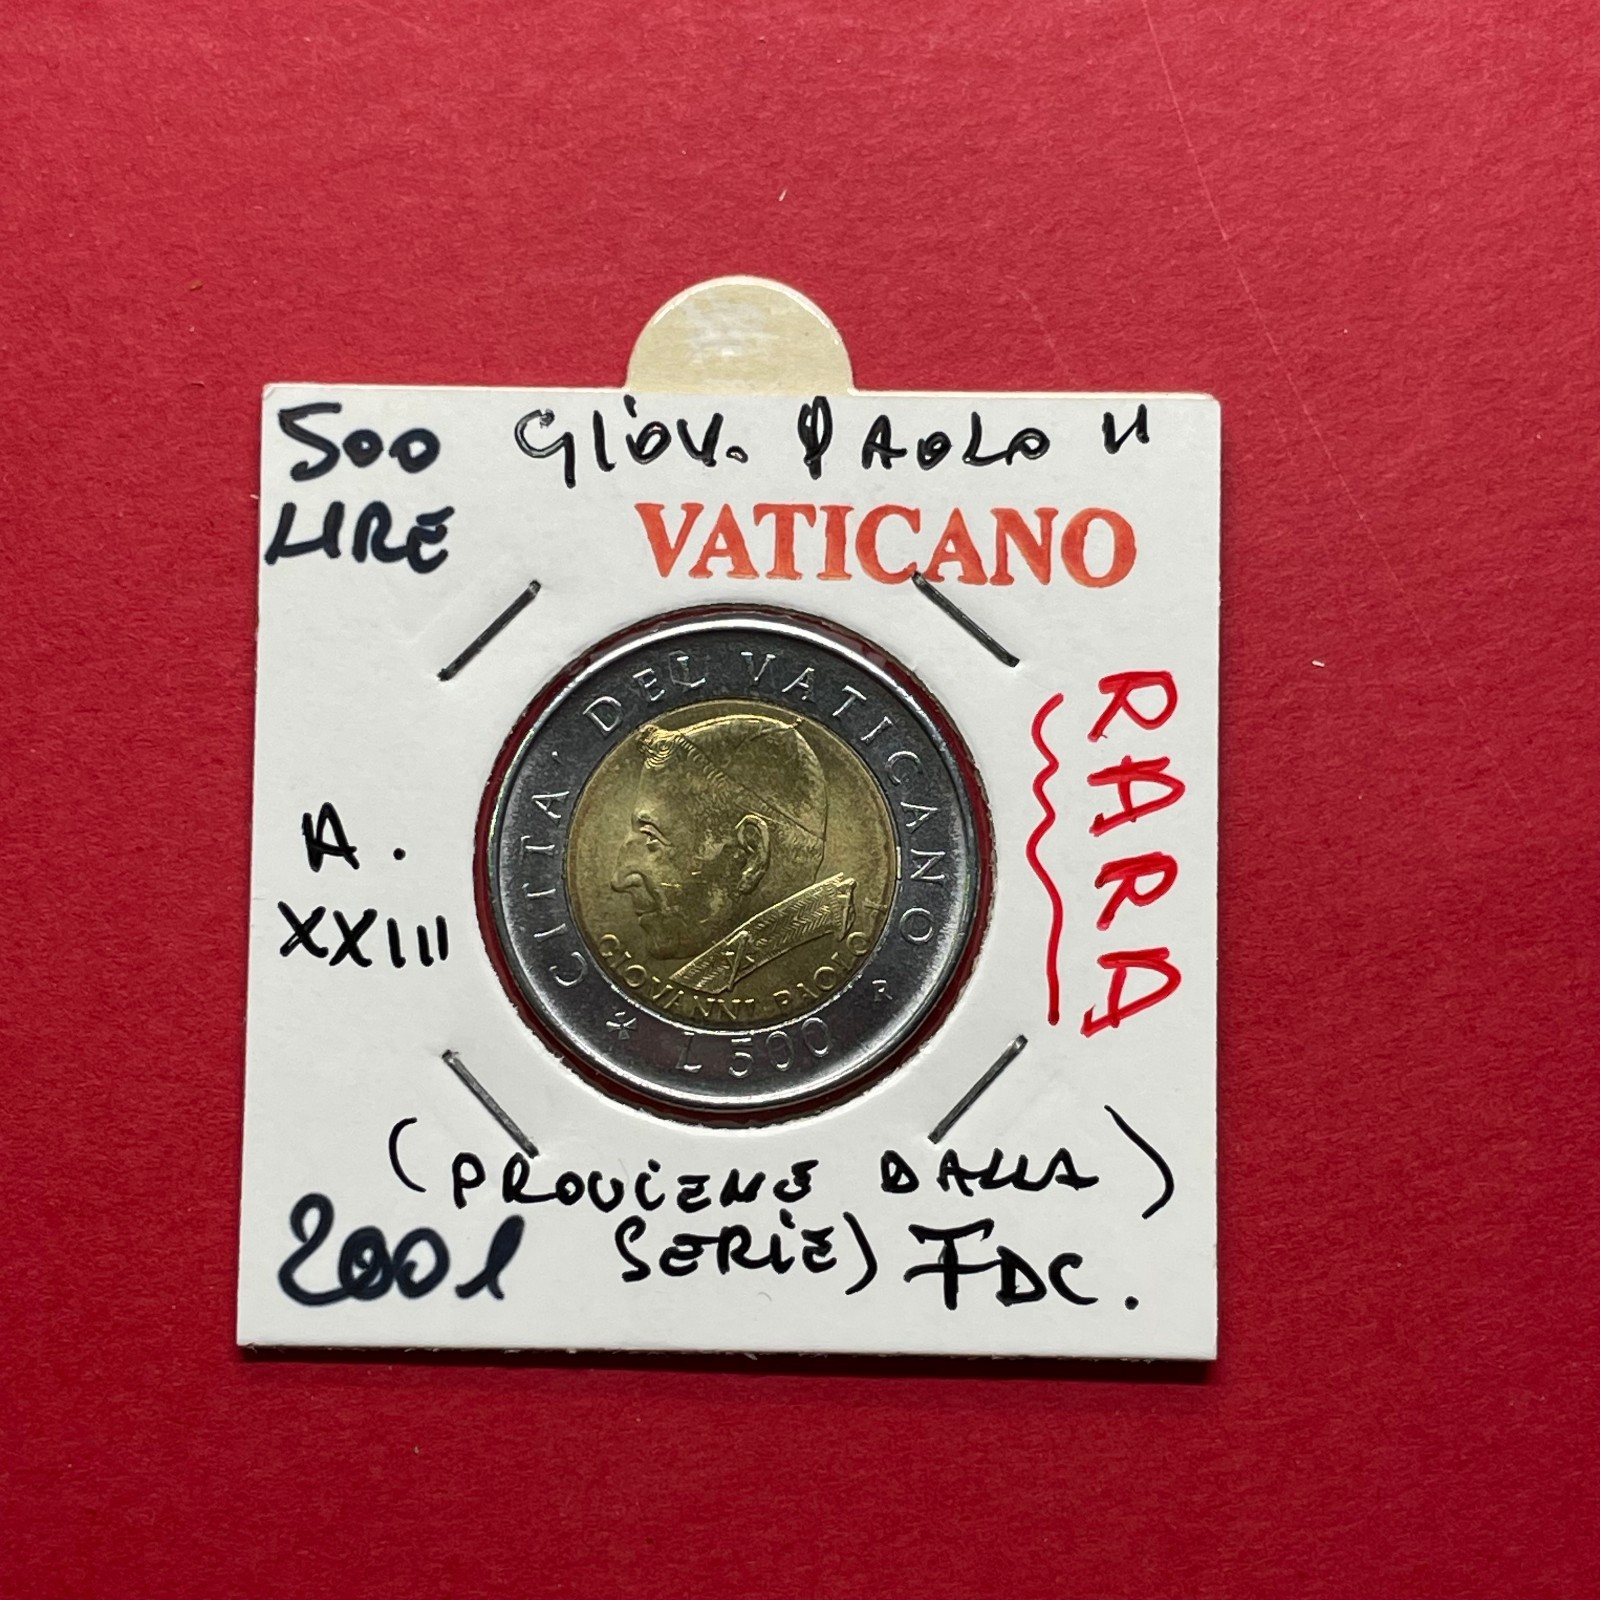 500 GIOV. PAOLO II
LIRE
VATICANO
RARA
A.
XXIII
CITTA' DEL VATICANO
GIOVANNI PAOLO
R
* L 500
(PROVIENE DALLA)
SERIE) FDC.
2001